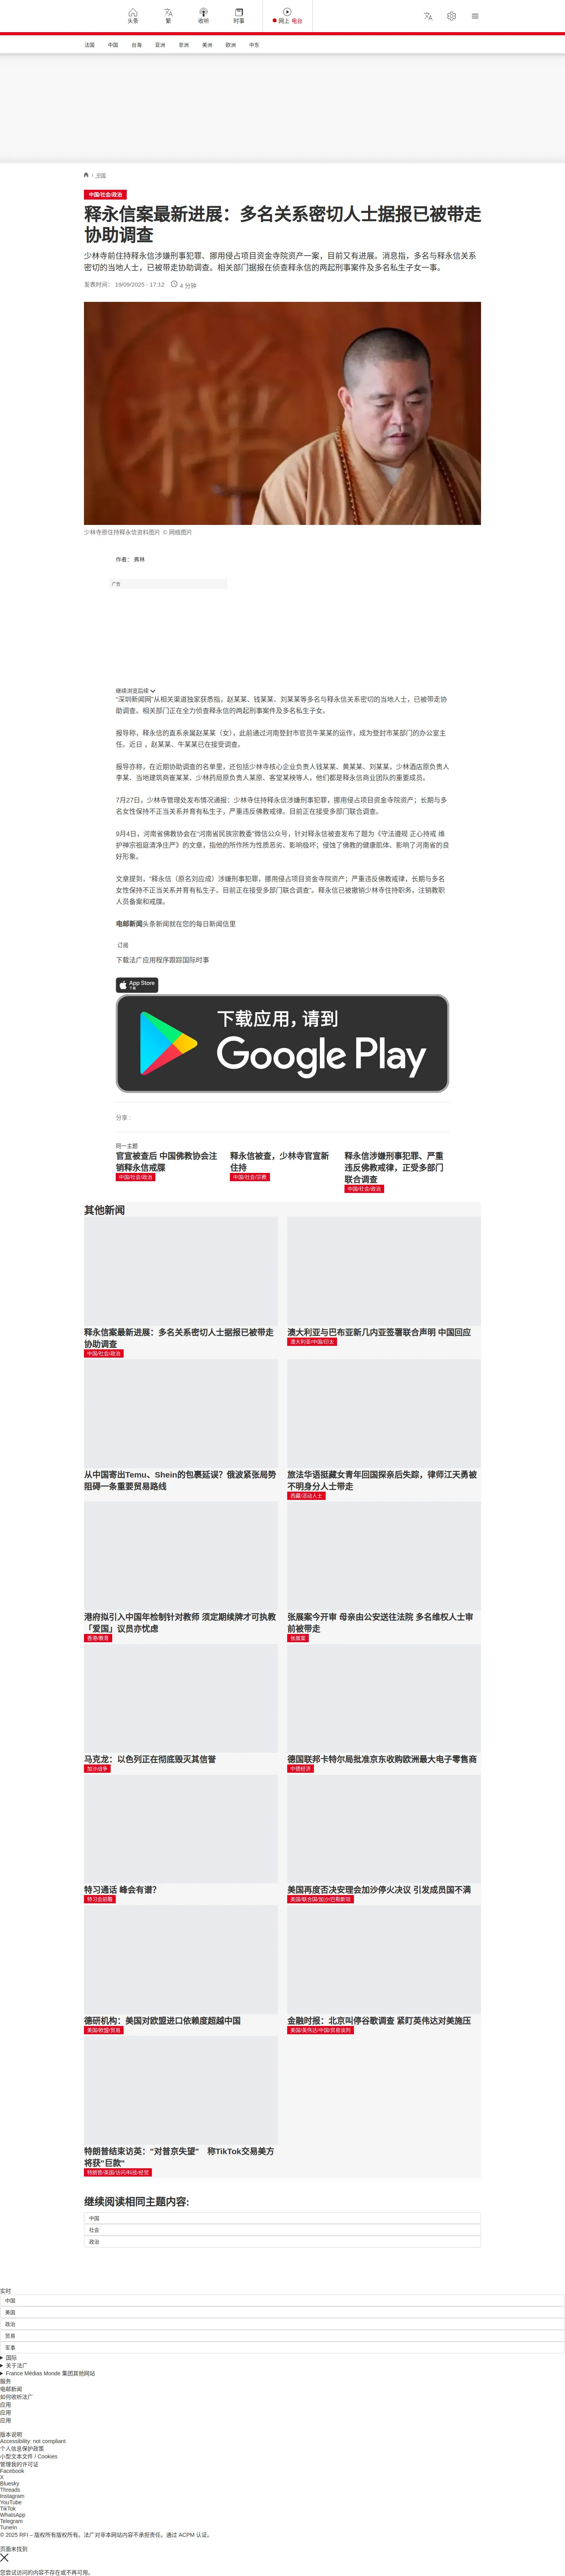 头条
繁
收听
时事
网上 电台
法国
中国
台海
亚洲
非洲
美洲
欧洲
中东
/ 中国
中国/社会/政治
释永信案最新进展：多名关系密切人士据报已被带走
协助调查
少林寺前住持释永信涉嫌刑事犯罪、挪用侵占项目资金寺院资产一案，目前又有进展。消息指，多名与释永信关系
密切的当地人士，已被带走协助调查。相关部门据报在侦查释永信的两起刑事案件及多名私生子女一事。
发表时间： 19/09/2025 - 17:12
4 分钟
少林寺原住持释永信资料图片 © 网络图片
作者： 弗林
广告
继续浏览后续
“深圳新闻网”从相关渠道独家获悉指，赵某某、钱某某、刘某某等多名与释永信关系密切的当地人士，已被带走协
助调查。相关部门正在全力侦查释永信的两起刑事案件及多名私生子女。
报导称，释永信的直系亲属赵某某（女），此前通过河南登封市官员牛某某的运作，成为登封市某部门的办公室主
任。近日 ，赵某某、牛某某已在接受调查。
报导亦称，在近期协助调查的名单里，还包括少林寺核心企业负责人钱某某、黄某某、刘某某，少林酒店原负责人
李某、当地建筑商崔某某、少林药局原负责人某原、客堂某秧等人，他们都是释永信商业团队的重要成员。
7月27日，少林寺管理处发布情况通报：少林寺住持释永信涉嫌刑事犯罪，挪用侵占项目资金寺院资产；长期与多
名女性保持不正当关系并育有私生子，严重违反佛教戒律。目前正在接受多部门联合调查。
9月4日，河南省佛教协会在“河南省民族宗教委”微信公众号，针对释永信被查发布了题为《守法遵规 正心持戒 维
护禅宗祖庭清净庄严》的文章，指他的所作所为性质恶劣、影响极坏；侵蚀了佛教的健康肌体、影响了河南省的良
好形象。
文章提到，“释永信（原名刘应成）涉嫌刑事犯罪，挪用侵占项目资金寺院资产；严重违反佛教戒律，长期与多名
女性保持不正当关系并育有私生子。目前正在接受多部门联合调查”。释永信已被撤销少林寺住持职务，注销教职
人员备案和戒牒。
电邮新闻头条新闻就在您的每日新闻信里
订阅
下载法广应用程序跟踪国际时事
App Store
下载
下载应用，请到
Google Play
分享 :
同一主题
官宣被查后 中国佛教协会注
销释永信戒牒
中国/社会/政治
释永信被查，少林寺官宣新
住持
中国/社会/宗教
释永信涉嫌刑事犯罪、严重
违反佛教戒律，正受多部门
联合调查
中国/社会/政治
其他新闻
释永信案最新进展：多名关系密切人士据报已被带走
协助调查
中国/社会/政治
澳大利亚与巴布亚新几内亚签署联合声明 中国回应
澳大利亚/中国/印太
从中国寄出Temu、Shein的包裹延误？俄波紧张局势
阻碍一条重要贸易路线
旅法华语挺藏女青年回国探亲后失踪，律师江天勇被
不明身分人士带走
西藏/活动人士
港府拟引入中国年检制针对教师 须定期续牌才可执教
「爱国」议员亦忧虑
香港/教育
张展案今开审 母亲由公安送往法院 多名维权人士审
前被带走
张展案
马克龙：以色列正在彻底毁灭其信誉
加沙战争
德国联邦卡特尔局批准京东收购欧洲最大电子零售商
中德经济
特习通话 峰会有谱?
特习会前瞻
美国再度否决安理会加沙停火决议 引发成员国不满
美国/联合国/加沙/巴勒斯坦
德研机构：美国对欧盟进口依赖度超越中国
美国/欧盟/贸易
金融时报：北京叫停谷歌调查 紧盯英伟达对美施压
美国/英伟达/中国/贸易谈判
特朗普结束访英："对普京失望"　称TikTok交易美方
将获"巨款"
特朗普/英国/访问/科技/经贸
继续阅读相同主题内容:
中国
社会
政治
实时
中国
美国
政治
贸易
军事
国际
关于法广
France Médias Monde 集团其他网站
服务
电邮新闻
如何收听法广
应用
应用
应用
版本说明
Accessibility: not compliant
个人信息保护政策
小型文本文件 / Cookies
管理我的许可证
Facebook
X
Bluesky
Threads
Instagram
YouTube
TikTok
WhatsApp
Telegram
TuneIn
© 2025 RFI – 版权所有版权所有。法广对非本网站内容不承担责任。通过 ACPM 认证。
页面未找到
您尝试访问的内容不存在或不再可用。